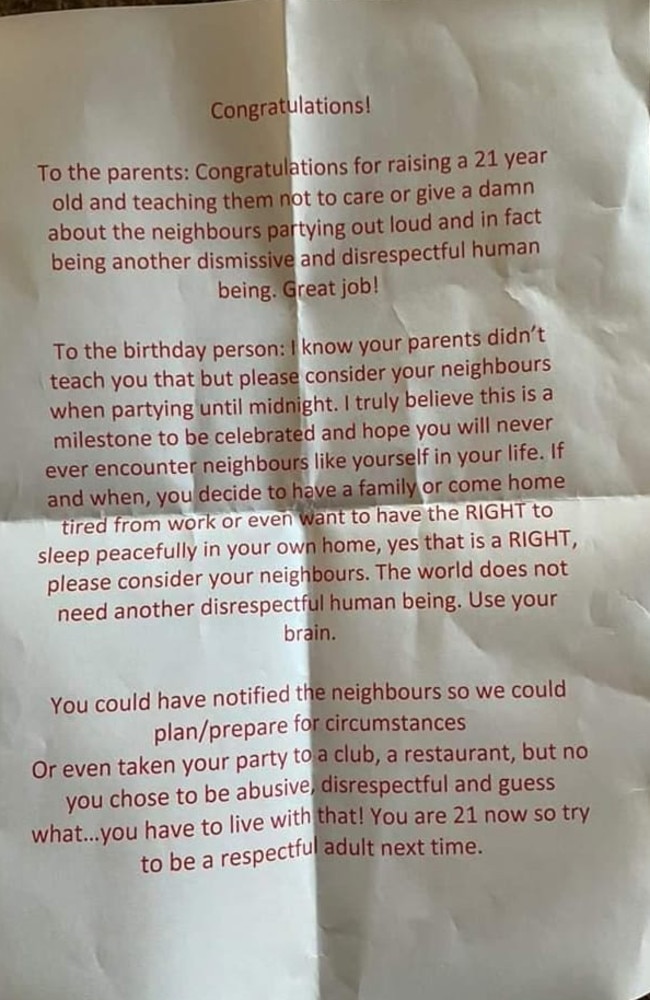 Congratulations!
To the parents: Congratulations for raising a 21 year
old and teaching them not to care or give a damn
about the neighbours partying out loud and in fact
being another dismissive and disrespectful human
being. Great job!
To the birthday person: I know your parents didn't
teach you that but please consider your neighbours
when partying until midnight. I truly believe this is a
milestone to be celebrated and hope you will never
ever encounter neighbours like yourself in your life. If
and when, you decide to have a family or come home
tired from work or even want to have the RIGHT to
sleep peacefully in your own home, yes that is a RIGHT,
please consider your neighbours. The world does not
need another disrespectful human being. Use your
brain.
You could have notified the neighbours so we could
plan/prepare for circumstances
Or even taken your party to a club, a restaurant, but no
you chose to be abusive, disrespectful and guess
what...you have to live with that! You are 21 now so try
to be a respectful adult next time.